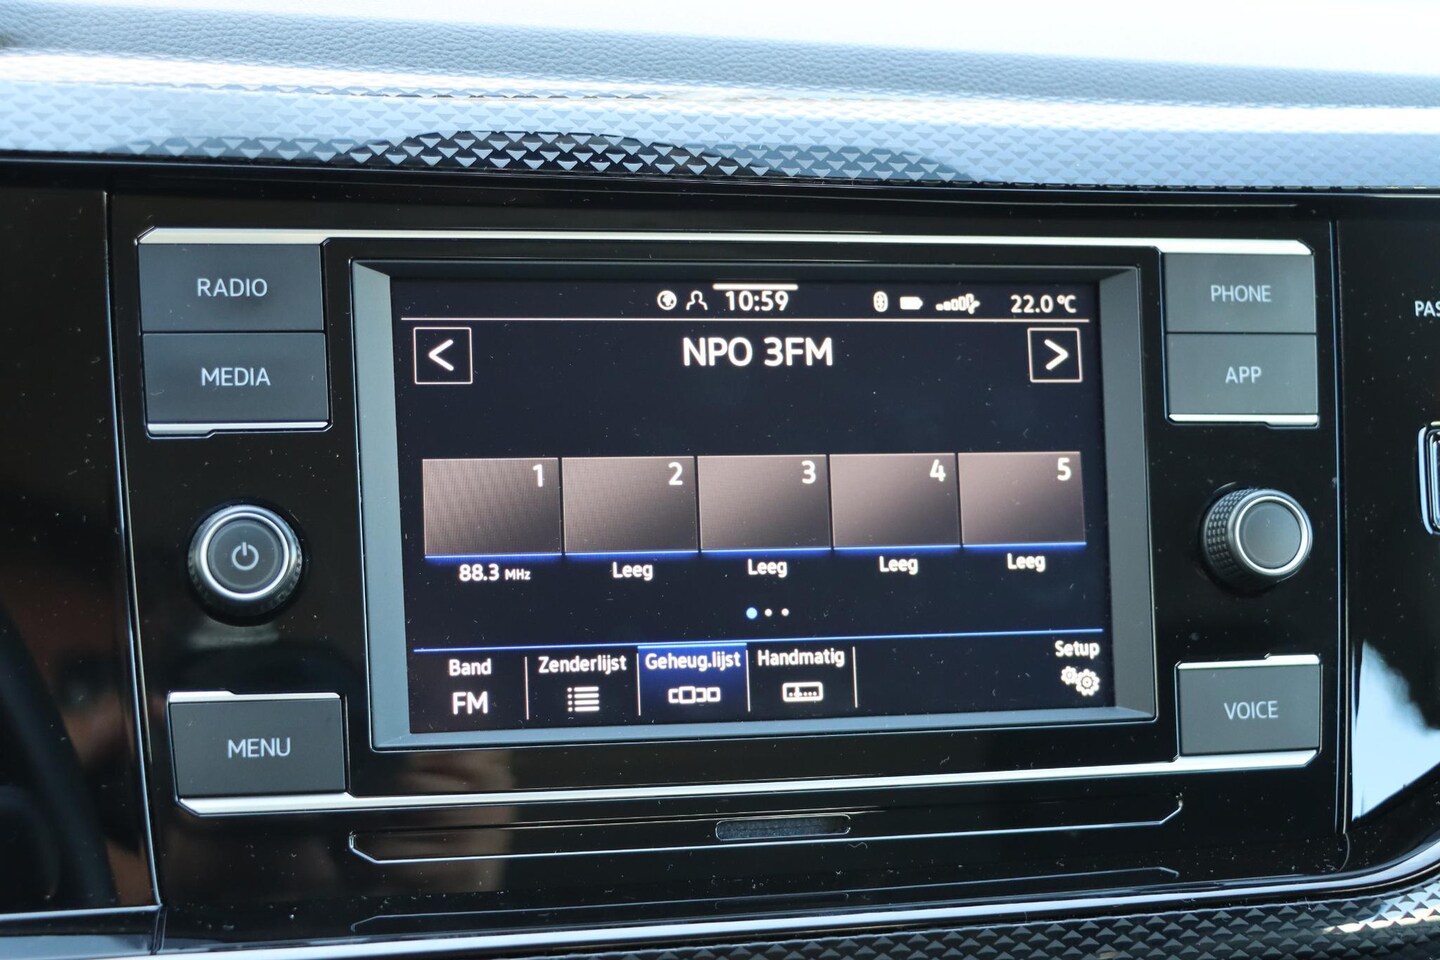 RADIO
MEDIA
MENU
10:59
22.0 °C
<
NPO 3FM
>
1
2
3
4
5
88.3 MHz
Leeg
Leeg
Leeg
Leeg
Band
FM
Zenderlijst
Geheug.lijst
Handmatig
Setup
PHONE
APP
VOICE
PAS